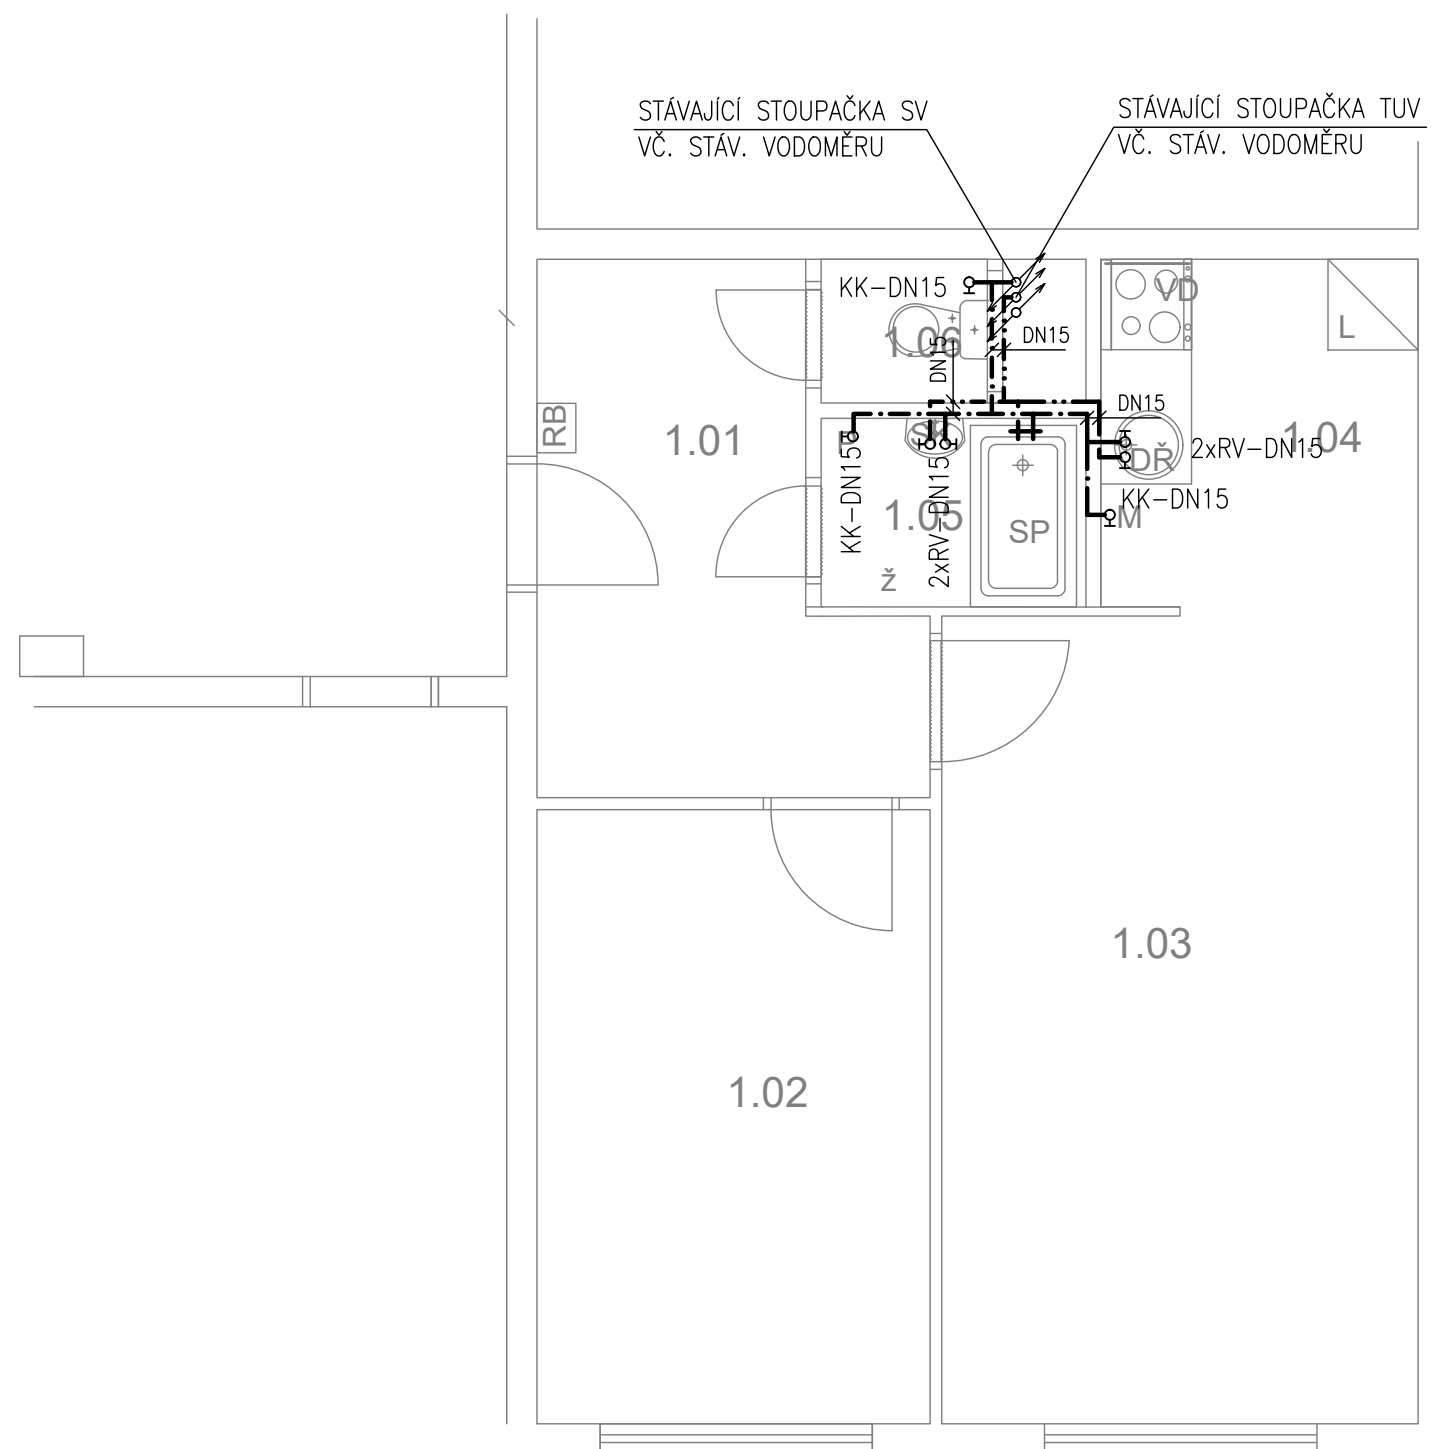 STÁVAJÍCÍ STOUPAČKA SV
VČ. STÁV. VODOMĚRU
STÁVAJÍCÍ STOUPAČKA TUV
VČ. STÁV. VODOMĚRU
KK-DN15
VD
L
1.06
DN15
DN15
DN15
RB
1.01
1.04
2xRV-DN15
DŘ
KK-DN15
M
KK-DN15
2xRV-DN15
1.05
SP
Ž
1.03
1.02